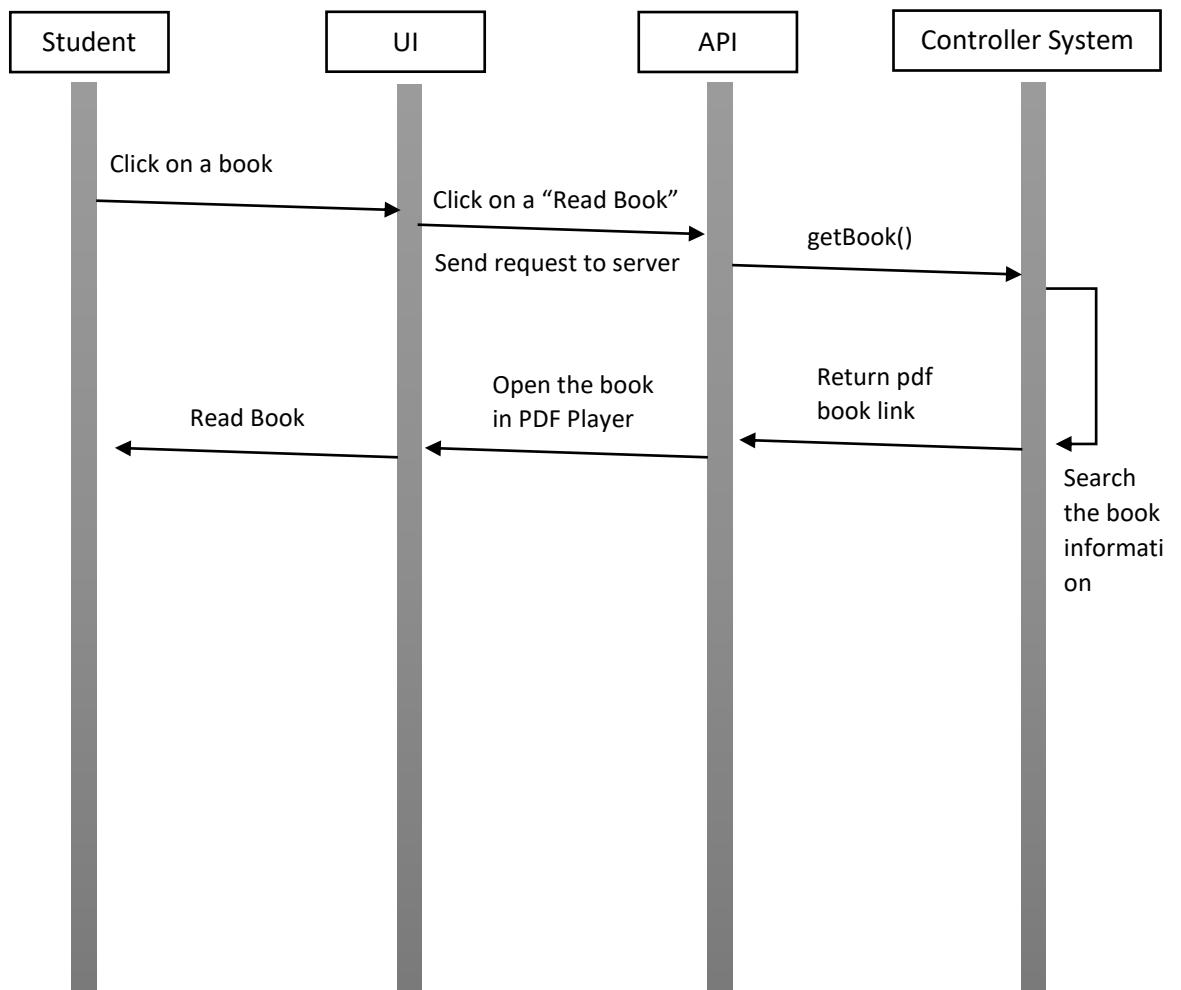 Student
UI
API
Controller System
Click on a book
Click on a “Read Book”
Send request to server
getBook()
Return pdf
book link
Open the book
in PDF Player
Read Book
Search
the book
informati
on